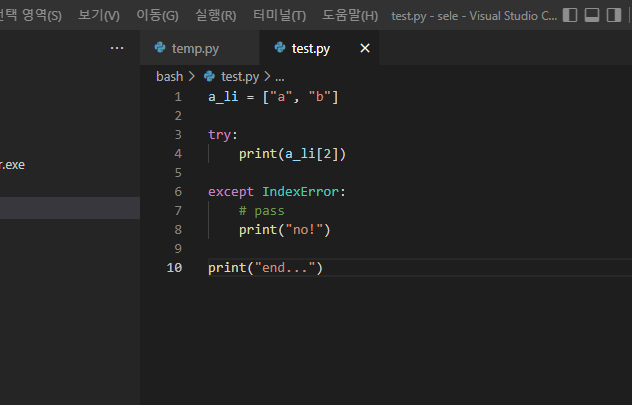 선택 영역(S) 보기(V) 이동(G) 실행(R) 터미널(T) 도움말(H) test.py - sele - Visual Studio C...
temp.py test.py
bash > test.py > ...
1 a_li = ["a", "b"]
2
3 try:
4 print(a_li[2])
5
6 except IndexError:
7 # pass
8 print("no!")
9
10 print("end...")
r.exe